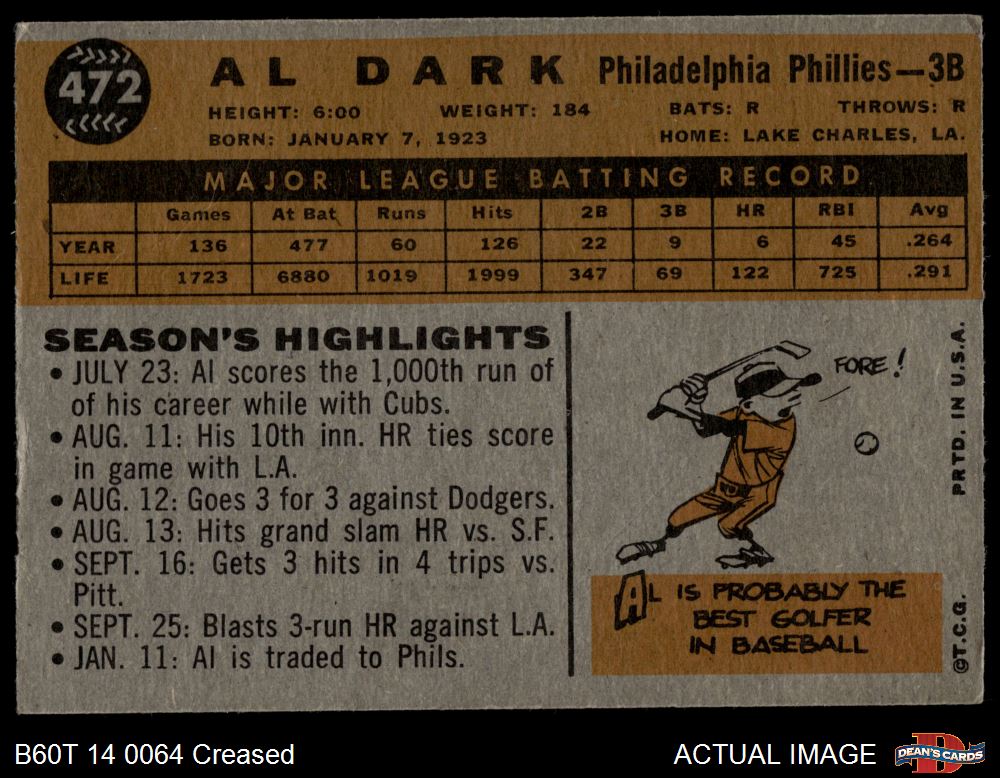 472
AL DARK Philadelphia Phillies—3B
HEIGHT: 6:00 WEIGHT: 184 BATS: R THROWS: R
BORN: JANUARY 7, 1923 HOME: LAKE CHARLES, LA.
MAJOR LEAGUE BATTING RECORD
Games At Bat Runs Hits 2B 3B HR RBI Avg
YEAR 136 477 60 126 22 9 6 45 .264
LIFE 1723 6880 1019 1999 347 69 122 725 .291
SEASON'S HIGHLIGHTS
• JULY 23: Al scores the 1,000th run of
of his career while with Cubs.
• AUG. 11: His 10th inn. HR ties score
in game with L.A.
• AUG. 12: Goes 3 for 3 against Dodgers.
• AUG. 13: Hits grand slam HR vs. S.F.
• SEPT. 16: Gets 3 hits in 4 trips vs.
Pitt.
• SEPT. 25: Blasts 3-run HR against L.A.
• JAN. 11: Al is traded to Phils.
FORE!
AL IS PROBABLY THE
BEST GOLFER
IN BASEBALL
PRTD. IN U.S.A.
©T.C.G.
B60T 14 0064 Creased
ACTUAL IMAGE
DEAN'S CARDS